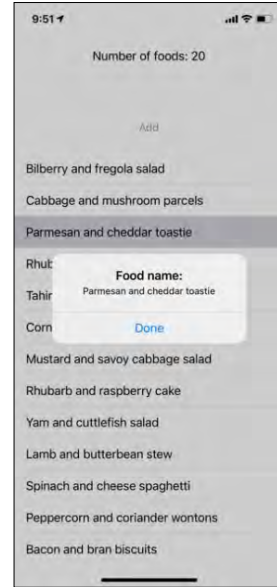 9:51
Number of foods: 20
Add
Bilberry and fregola salad
Cabbage and mushroom parcels
Parmesan and cheddar toastie
Rhub
Food name:
Tahir
Parmesan and cheddar toastie
Corn
Done
Mustard and savoy cabbage salad
Rhubarb and raspberry cake
Yam and cuttlefish salad
Lamb and butterbean stew
Spinach and cheese spaghetti
Peppercorn and coriander wontons
Bacon and bran biscuits